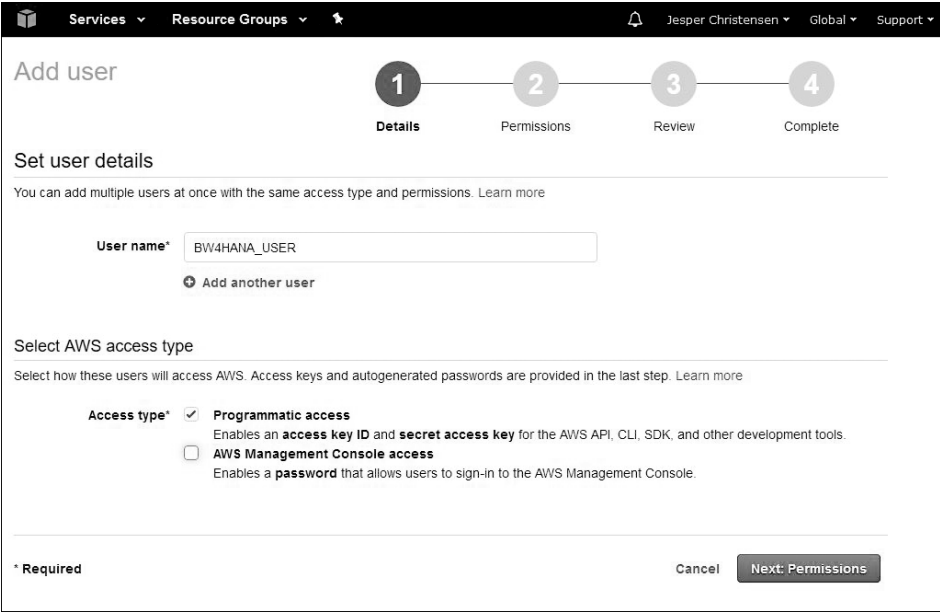 Services Resource Groups Jesper Christensen Global Support
Add user
1 2 3 4
Details Permissions Review Complete
Set user details
You can add multiple users at once with the same access type and permissions. Learn more
User name* BW4HANA_USER
Add another user
Select AWS access type
Select how these users will access AWS. Access keys and autogenerated passwords are provided in the last step. Learn more
Access type* Programmatic access
Enables an access key ID and secret access key for the AWS API, CLI, SDK, and other development tools.
AWS Management Console access
Enables a password that allows users to sign-in to the AWS Management Console.
* Required Cancel Next: Permissions